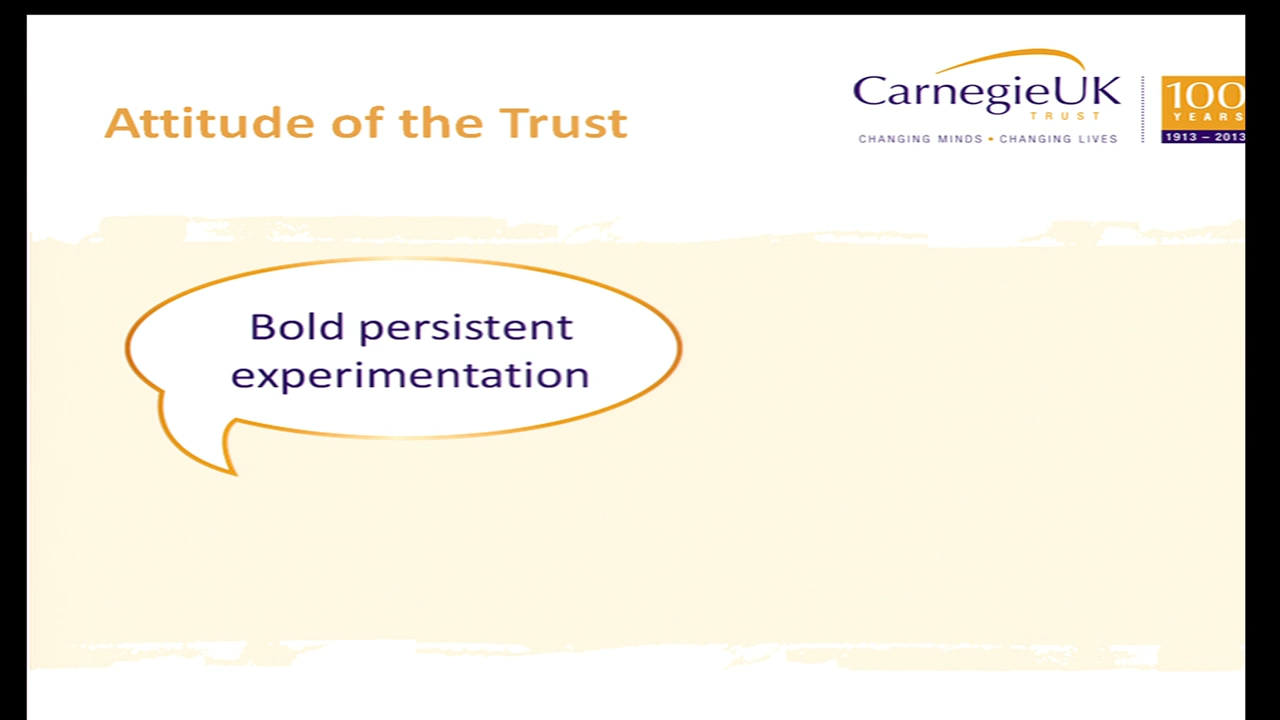 Attitude of the Trust
CarnegieUK
TRUST
CHANGING MINDS • CHANGING LIVES
100
YEARS
1913 – 2013
Bold persistent
experimentation